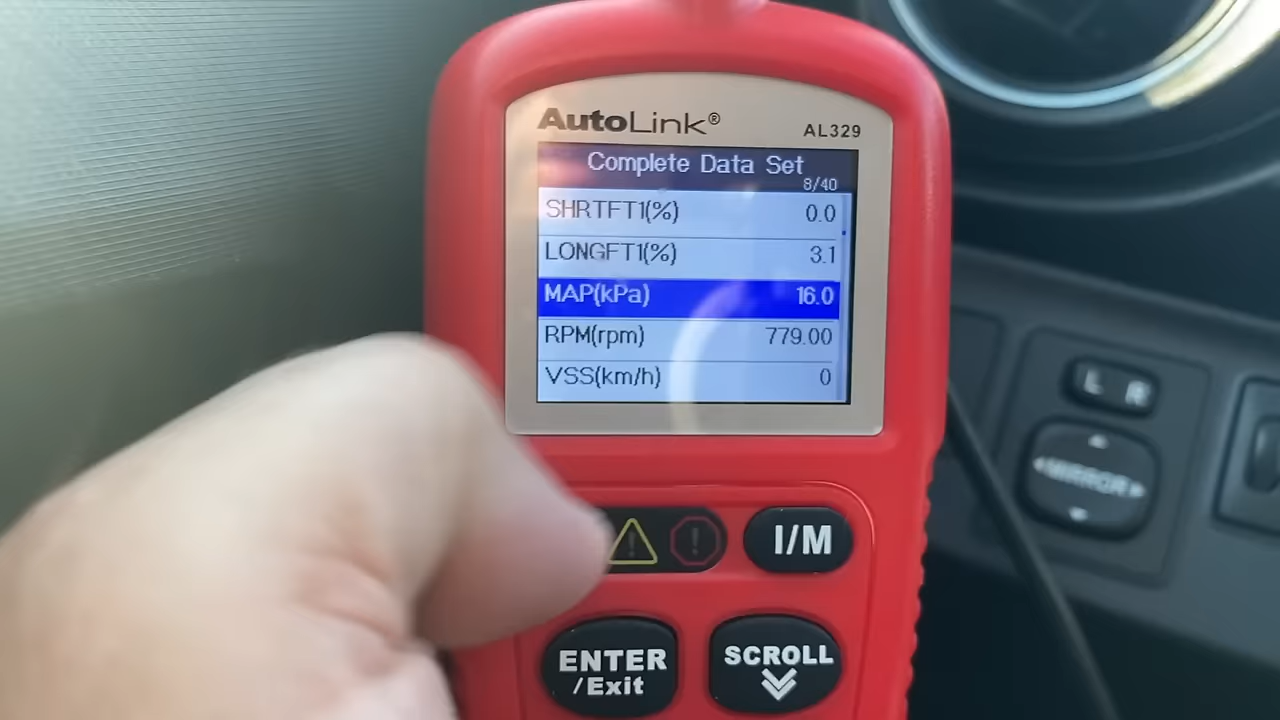 AutoLink®
AL329
Complete Data Set
8/40
SHRTFT1(%) 0.0
LONGFT1(%) 3.1
MAP(kPa) 16.0
RPM(rpm) 779.00
VSS(km/h) 0
L R
MIRROR
I/M
ENTER
/Exit
SCROLL